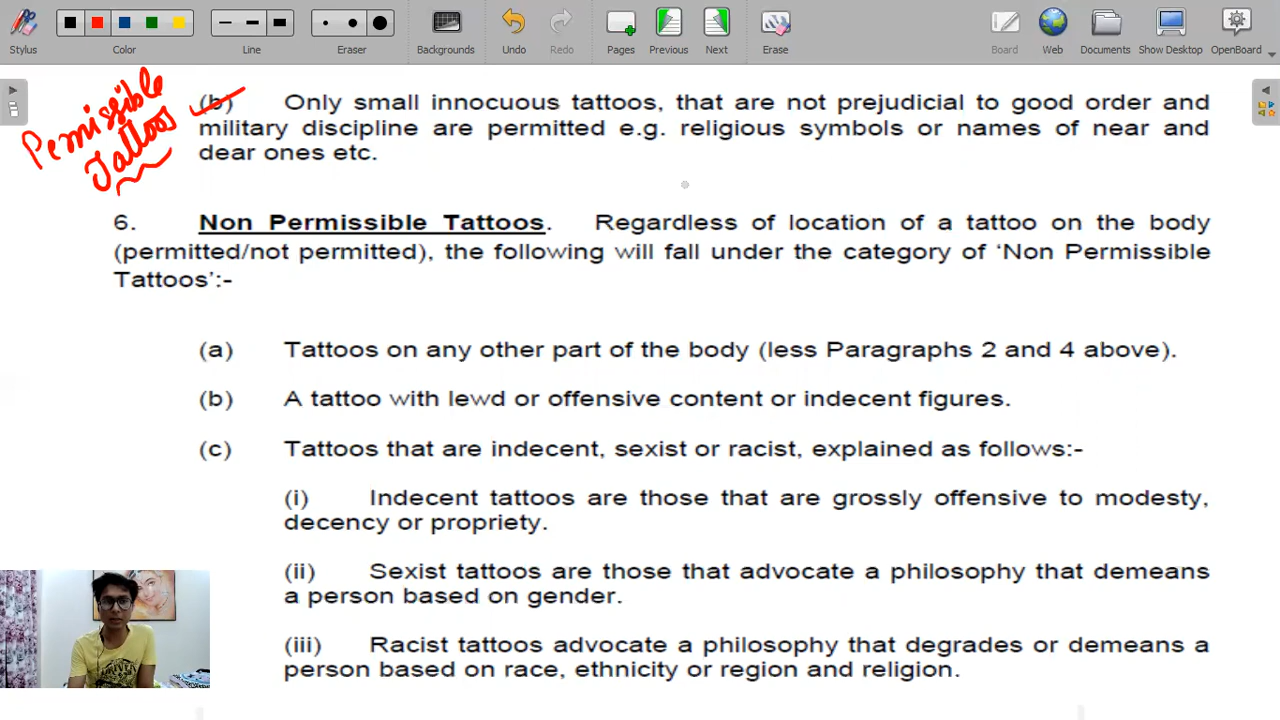 Stylus
Color
Line
Eraser
Backgrounds
Undo
Redo
Pages
Previous
Next
Erase
Board
Web
Documents
Show Desktop
OpenBoard
Permissible
Tattoos
(b) Only small innocuous tattoos, that are not prejudicial to good order and
military discipline are permitted e.g. religious symbols or names of near and
dear ones etc.
6. Non Permissible Tattoos. Regardless of location of a tattoo on the body
(permitted/not permitted), the following will fall under the category of ‘Non Permissible
Tattoos’:-
(a) Tattoos on any other part of the body (less Paragraphs 2 and 4 above).
(b) A tattoo with lewd or offensive content or indecent figures.
(c) Tattoos that are indecent, sexist or racist, explained as follows:-
(i) Indecent tattoos are those that are grossly offensive to modesty,
decency or propriety.
(ii) Sexist tattoos are those that advocate a philosophy that demeans
a person based on gender.
(iii) Racist tattoos advocate a philosophy that degrades or demeans a
person based on race, ethnicity or region and religion.